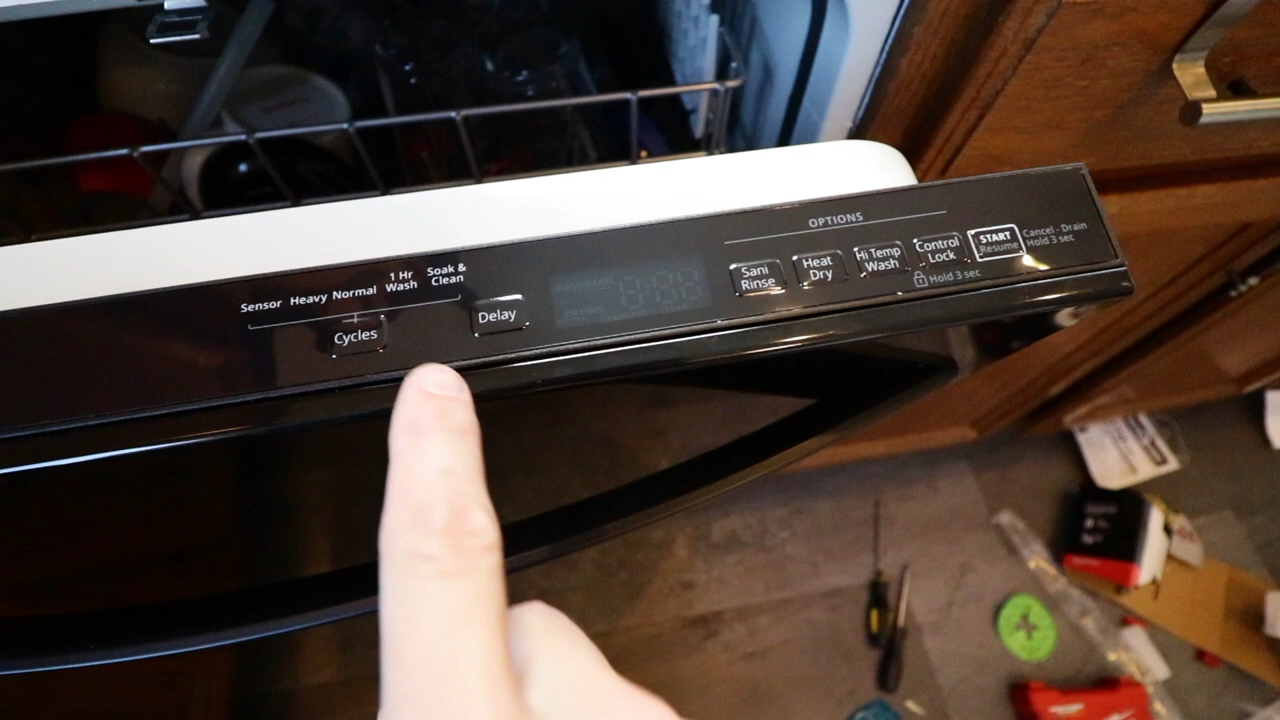 OPTIONS
Sensor
Heavy
Normal
1 Hr
Wash
Soak &
Clean
Cycles
Delay
Sani
Rinse
Heat
Dry
Hi Temp
Wash
Control
Lock
START
Resume
Cancel - Drain
Hold 3 sec
Hold 3 sec